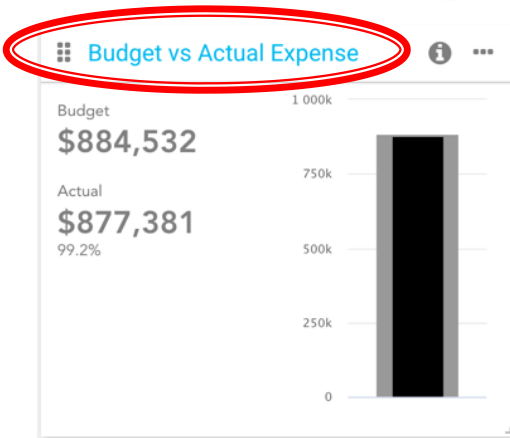 Budget vs Actual Expense
Budget
$884,532
Actual
$877,381
99.2%
1 000k
750k
500k
250k
0